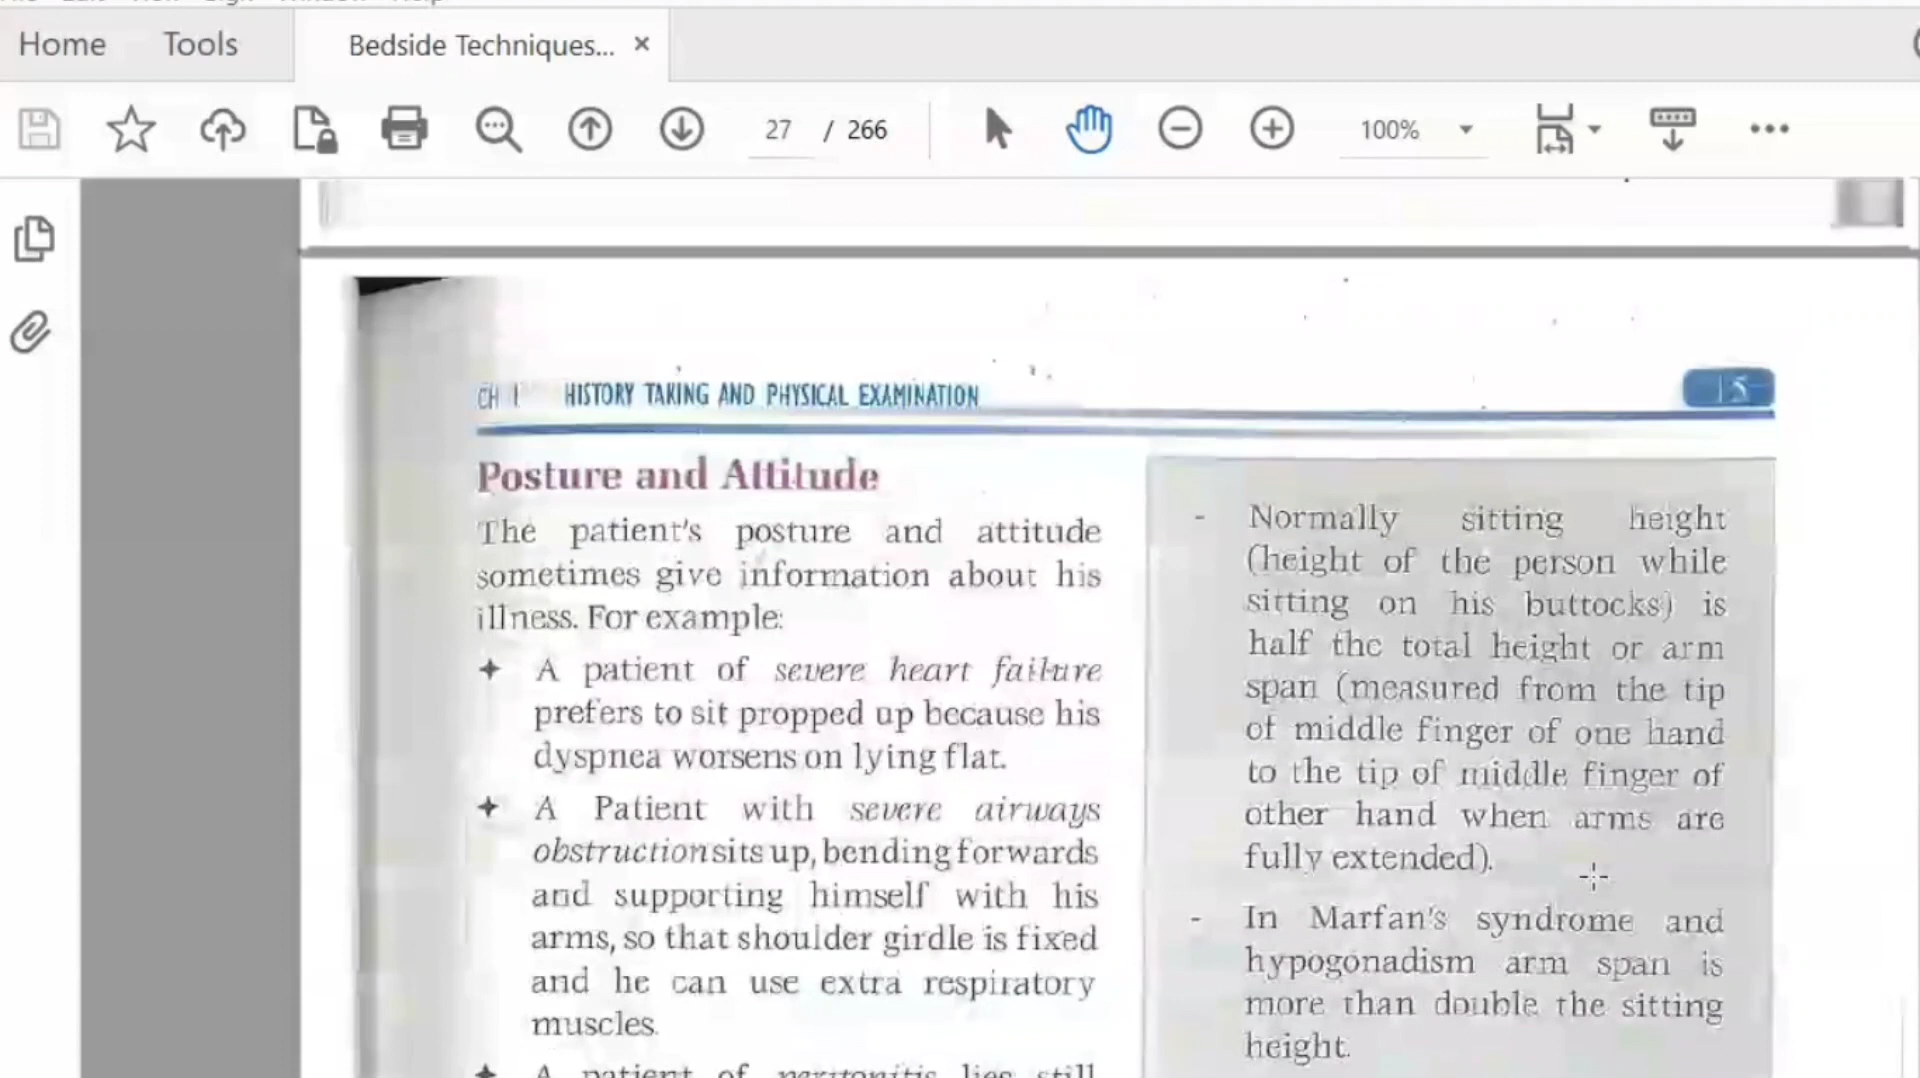 Home Tools Bedside Techniques... ×
27 / 266 100%
CH 1 HISTORY TAKING AND PHYSICAL EXAMINATION 15
Posture and Attitude
The patient's posture and attitude
sometimes give information about his
illness. For example:
✦ A patient of severe heart failure
prefers to sit propped up because his
dyspnea worsens on lying flat.
✦ A Patient with severe airways
obstruction sits up, bending forwards
and supporting himself with his
arms, so that shoulder girdle is fixed
and he can use extra respiratory
muscles.
✦ A patient of peritonitis lies still
- Normally sitting height
(height of the person while
sitting on his buttocks) is
half the total height or arm
span (measured from the tip
of middle finger of one hand
to the tip of middle finger of
other hand when arms are
fully extended).
- In Marfan's syndrome and
hypogonadism arm span is
more than double the sitting
height.